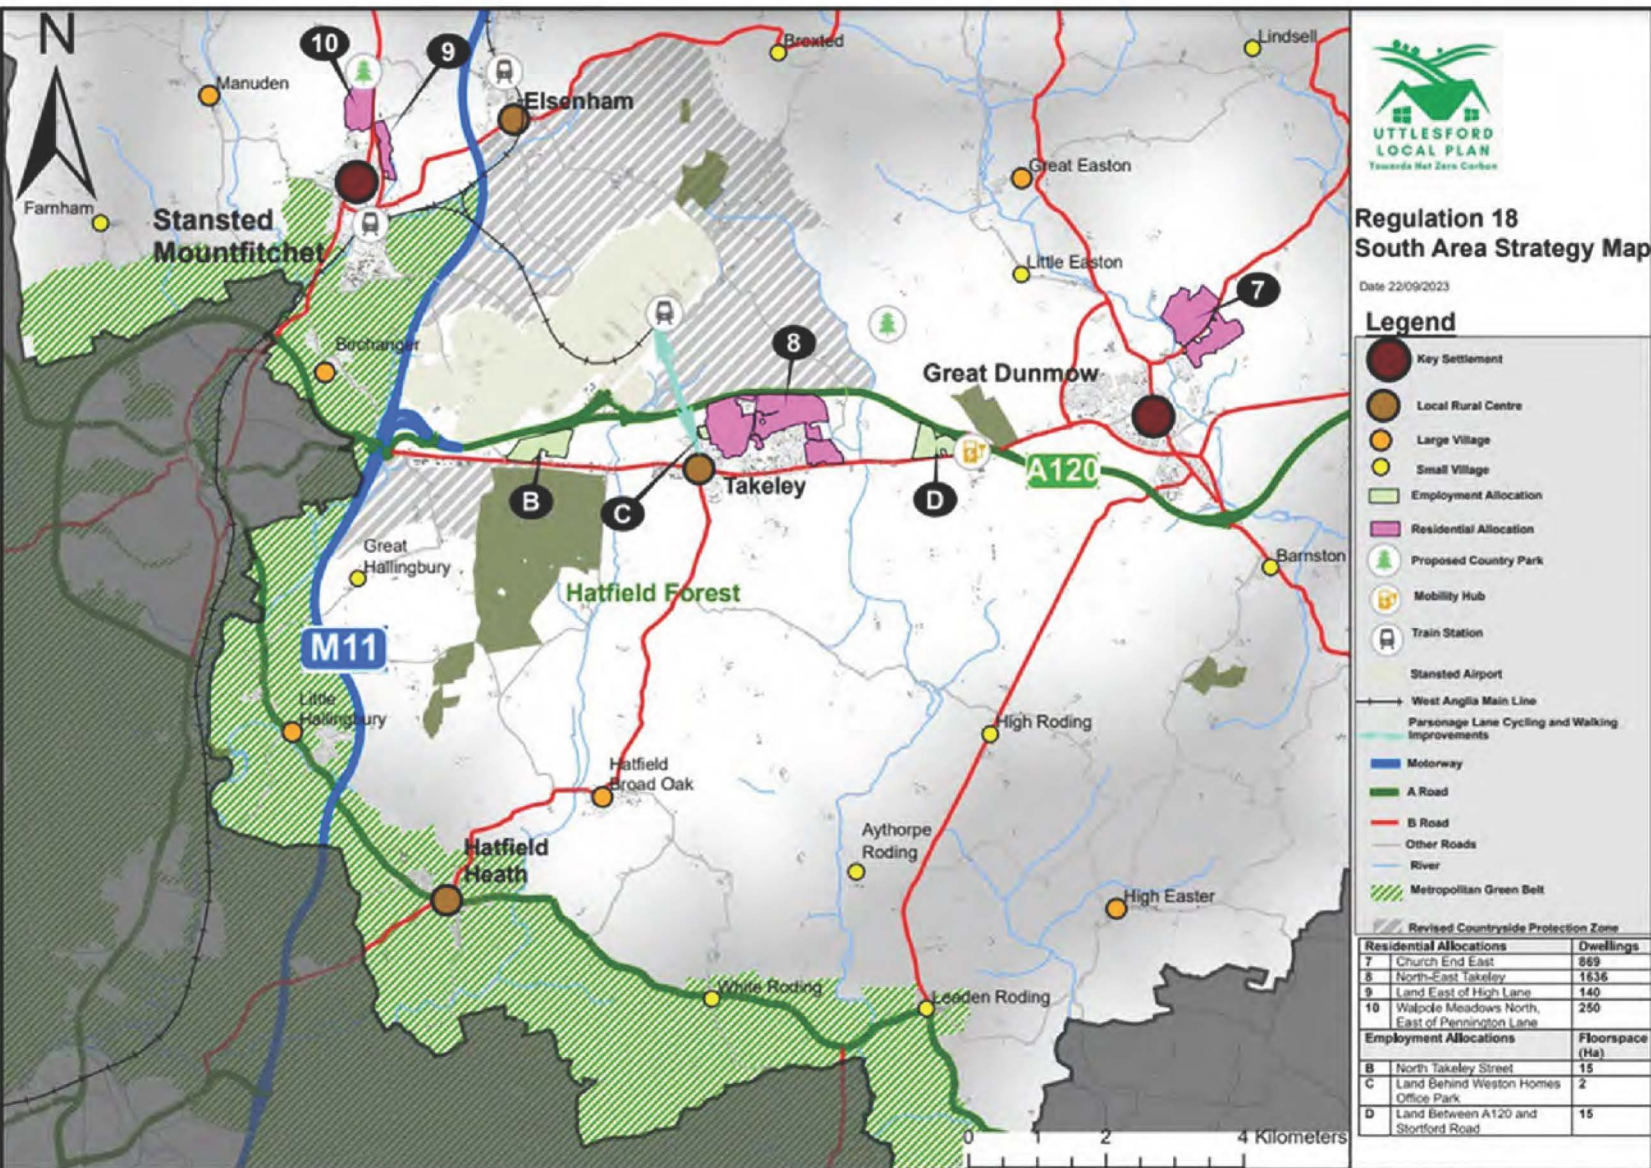 N
10
9
Manuden
Elsenham
Broxted
Lindsell
Great Easton
Farnham
Stansted
Mountfitchet
Little Easton
7
Birchanger
8
Great Dunmow
B
C
Takeley
D
A120
Great
Hallingbury
Hatfield Forest
Barnston
M11
Little
Hallingbury
High Roding
Hatfield
Broad Oak
Aythorpe
Roding
Hatfield
Heath
High Easter
White Roding
Leaden Roding
0 1 2 4 Kilometers
UTTLESFORD
LOCAL PLAN
Towards Net Zero Carbon
Regulation 18
South Area Strategy Map
Date 22/09/2023
Legend
Key Settlement
Local Rural Centre
Large Village
Small Village
Employment Allocation
Residential Allocation
Proposed Country Park
Mobility Hub
Train Station
Stansted Airport
West Anglia Main Line
Parsonage Lane Cycling and Walking
Improvements
Motorway
A Road
B Road
Other Roads
River
Metropolitan Green Belt
Revised Countryside Protection Zone
Residential Allocations Dwellings
7 Church End East 869
8 North-East Takeley 1636
9 Land East of High Lane 140
10 Walpole Meadows North, 250
East of Pennington Lane
Employment Allocations Floorspace
(Ha)
B North Takeley Street 15
C Land Behind Weston Homes 2
Office Park
D Land Between A120 and 15
Stortford Road